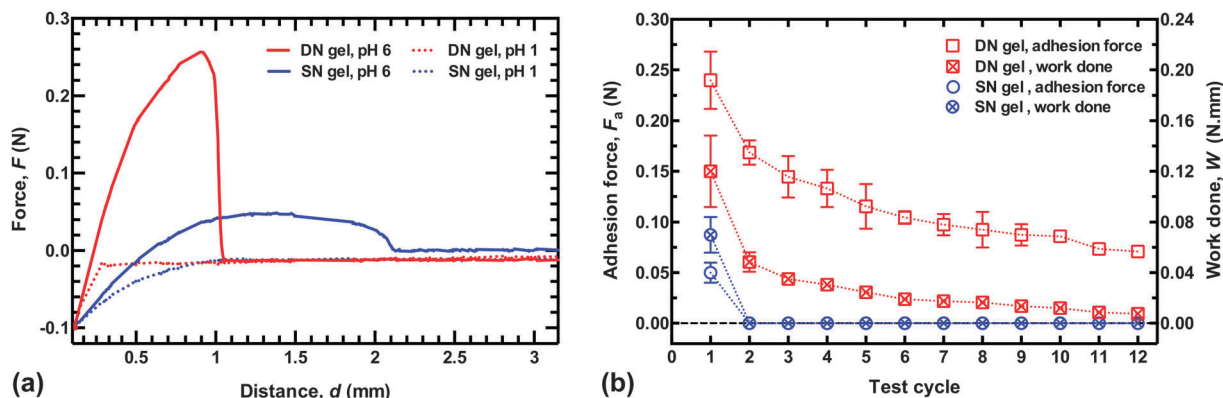 0.3
0.2
0.1
0.0
-0.1
Force, F (N)
DN gel, pH 6
SN gel, pH 6
DN gel, pH 1
SN gel, pH 1
0.5
1
1.5
2
2.5
3
Distance, d (mm)
(a)
0.30
0.25
0.20
0.15
0.10
0.05
0.00
Adhesion force, Fa (N)
DN gel, adhesion force
DN gel , work done
SN gel , adhesion force
SN gel , work done
0.24
0.20
0.16
0.12
0.08
0.04
0.00
Work done, W (N.mm)
0 1 2 3 4 5 6 7 8 9 10 11 12
Test cycle
(b)